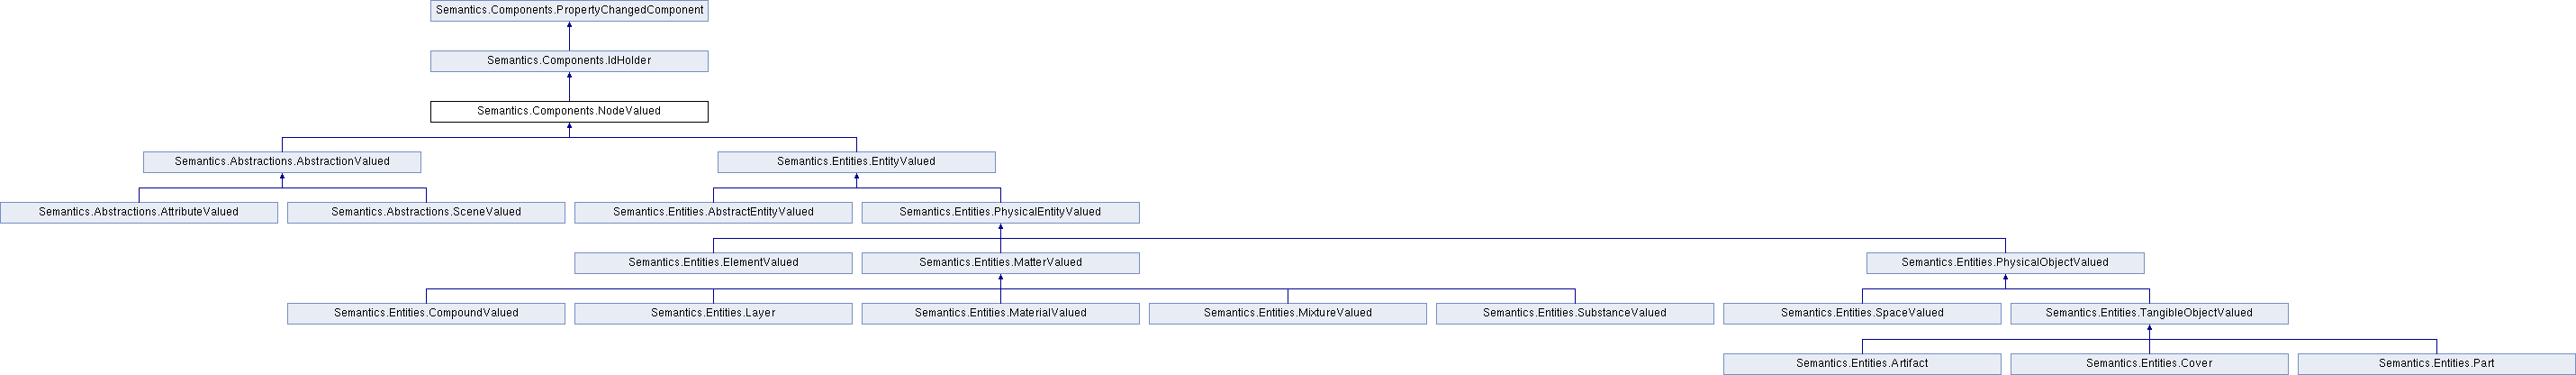 Semantics.Components.PropertyChangedComponent
Semantics.Components.IdHolder
Semantics.Components.NodeValued
Semantics.Abstractions.AbstractionValued
Semantics.Entities.EntityValued
Semantics.Abstractions.AttributeValued
Semantics.Abstractions.SceneValued
Semantics.Entities.AbstractEntityValued
Semantics.Entities.PhysicalEntityValued
Semantics.Entities.ElementValued
Semantics.Entities.MatterValued
Semantics.Entities.PhysicalObjectValued
Semantics.Entities.CompoundValued
Semantics.Entities.Layer
Semantics.Entities.MaterialValued
Semantics.Entities.MixtureValued
Semantics.Entities.SubstanceValued
Semantics.Entities.SpaceValued
Semantics.Entities.TangibleObjectValued
Semantics.Entities.Artifact
Semantics.Entities.Cover
Semantics.Entities.Part